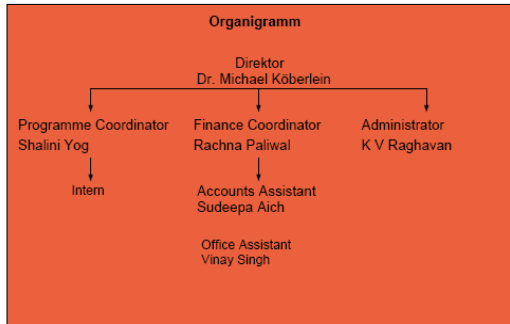 Organigramm
Direktor
Dr. Michael Köberlein
Programme Coordinator
Shalini Yog
Finance Coordinator
Rachna Paliwal
Administrator
K V Raghavan
Intern
Accounts Assistant
Sudeepa Aich
Office Assistant
Vinay Singh